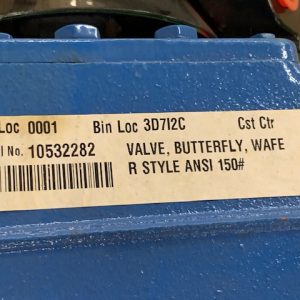 Loc 0001 Bin Loc 3D7I2C Cst Ctr
l No. 10532282 VALVE, BUTTERFLY, WAFE
R STYLE ANSI 150#